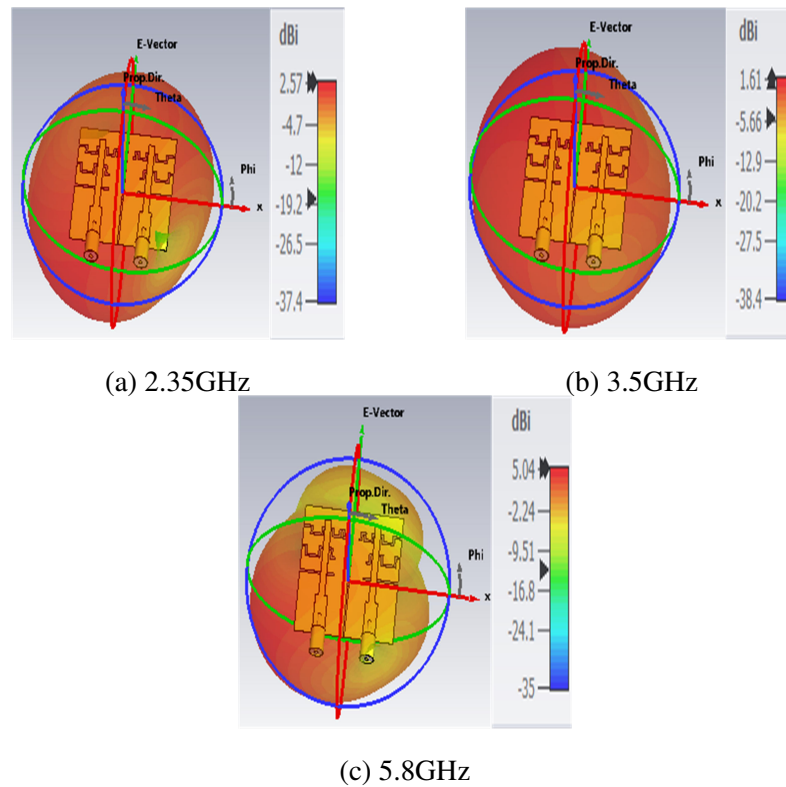 E-Vector
Prop.Dir.
Theta
Phi
x
dBi
2.57
-4.7
-12
-19.2
-26.5
-37.4
(a) 2.35GHz
E-Vector
Prop.Dir.
Theta
Phi
x
dBi
1.61
-5.66
-12.9
-20.2
-27.5
-38.4
(b) 3.5GHz
E-Vector
Prop.Dir.
Theta
Phi
x
dBi
5.04
-2.24
-9.51
-16.8
-24.1
-35
(c) 5.8GHz